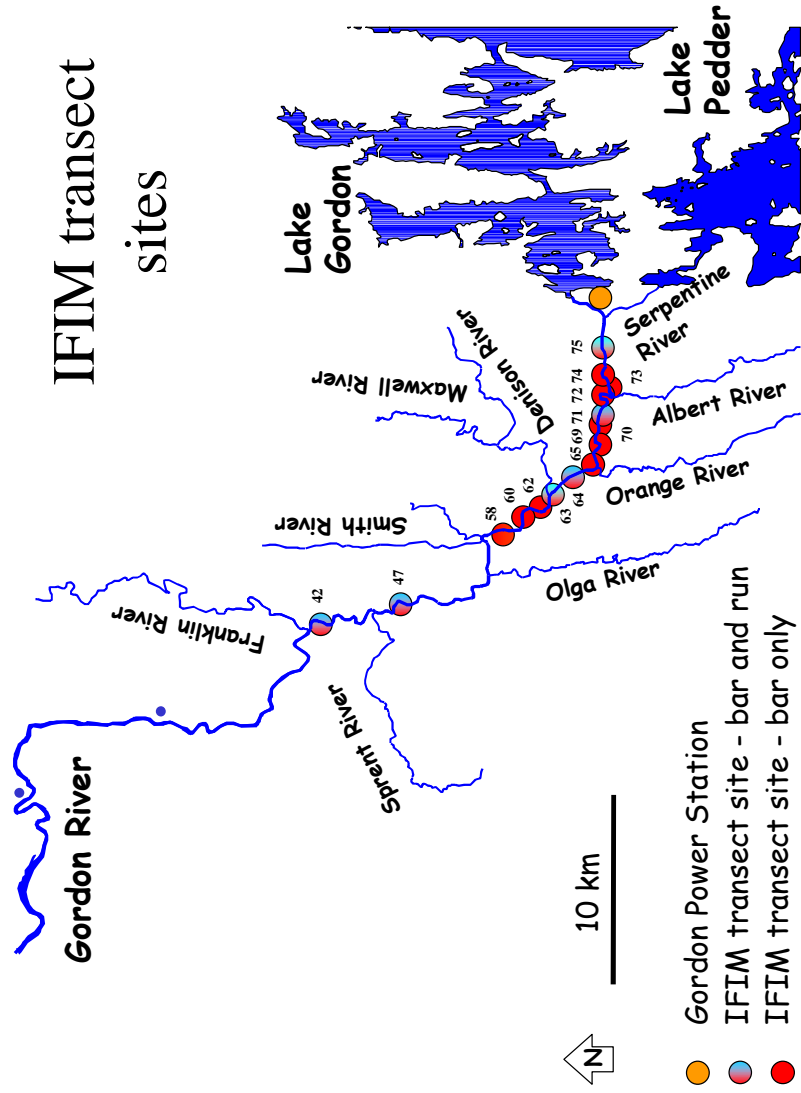 IFIM transect
sites
Lake
Gordon
Lake
Pedder
Gordon River
Franklin River
Sprent River
Smith River
Olga River
Maxwell River
Denison River
Orange River
Albert River
Serpentine
River
42
47
58
60
62
63
64
65
69
70
71
72
73
74
75
10 km
N
Gordon Power Station
IFIM transect site - bar and run
IFIM transect site - bar only